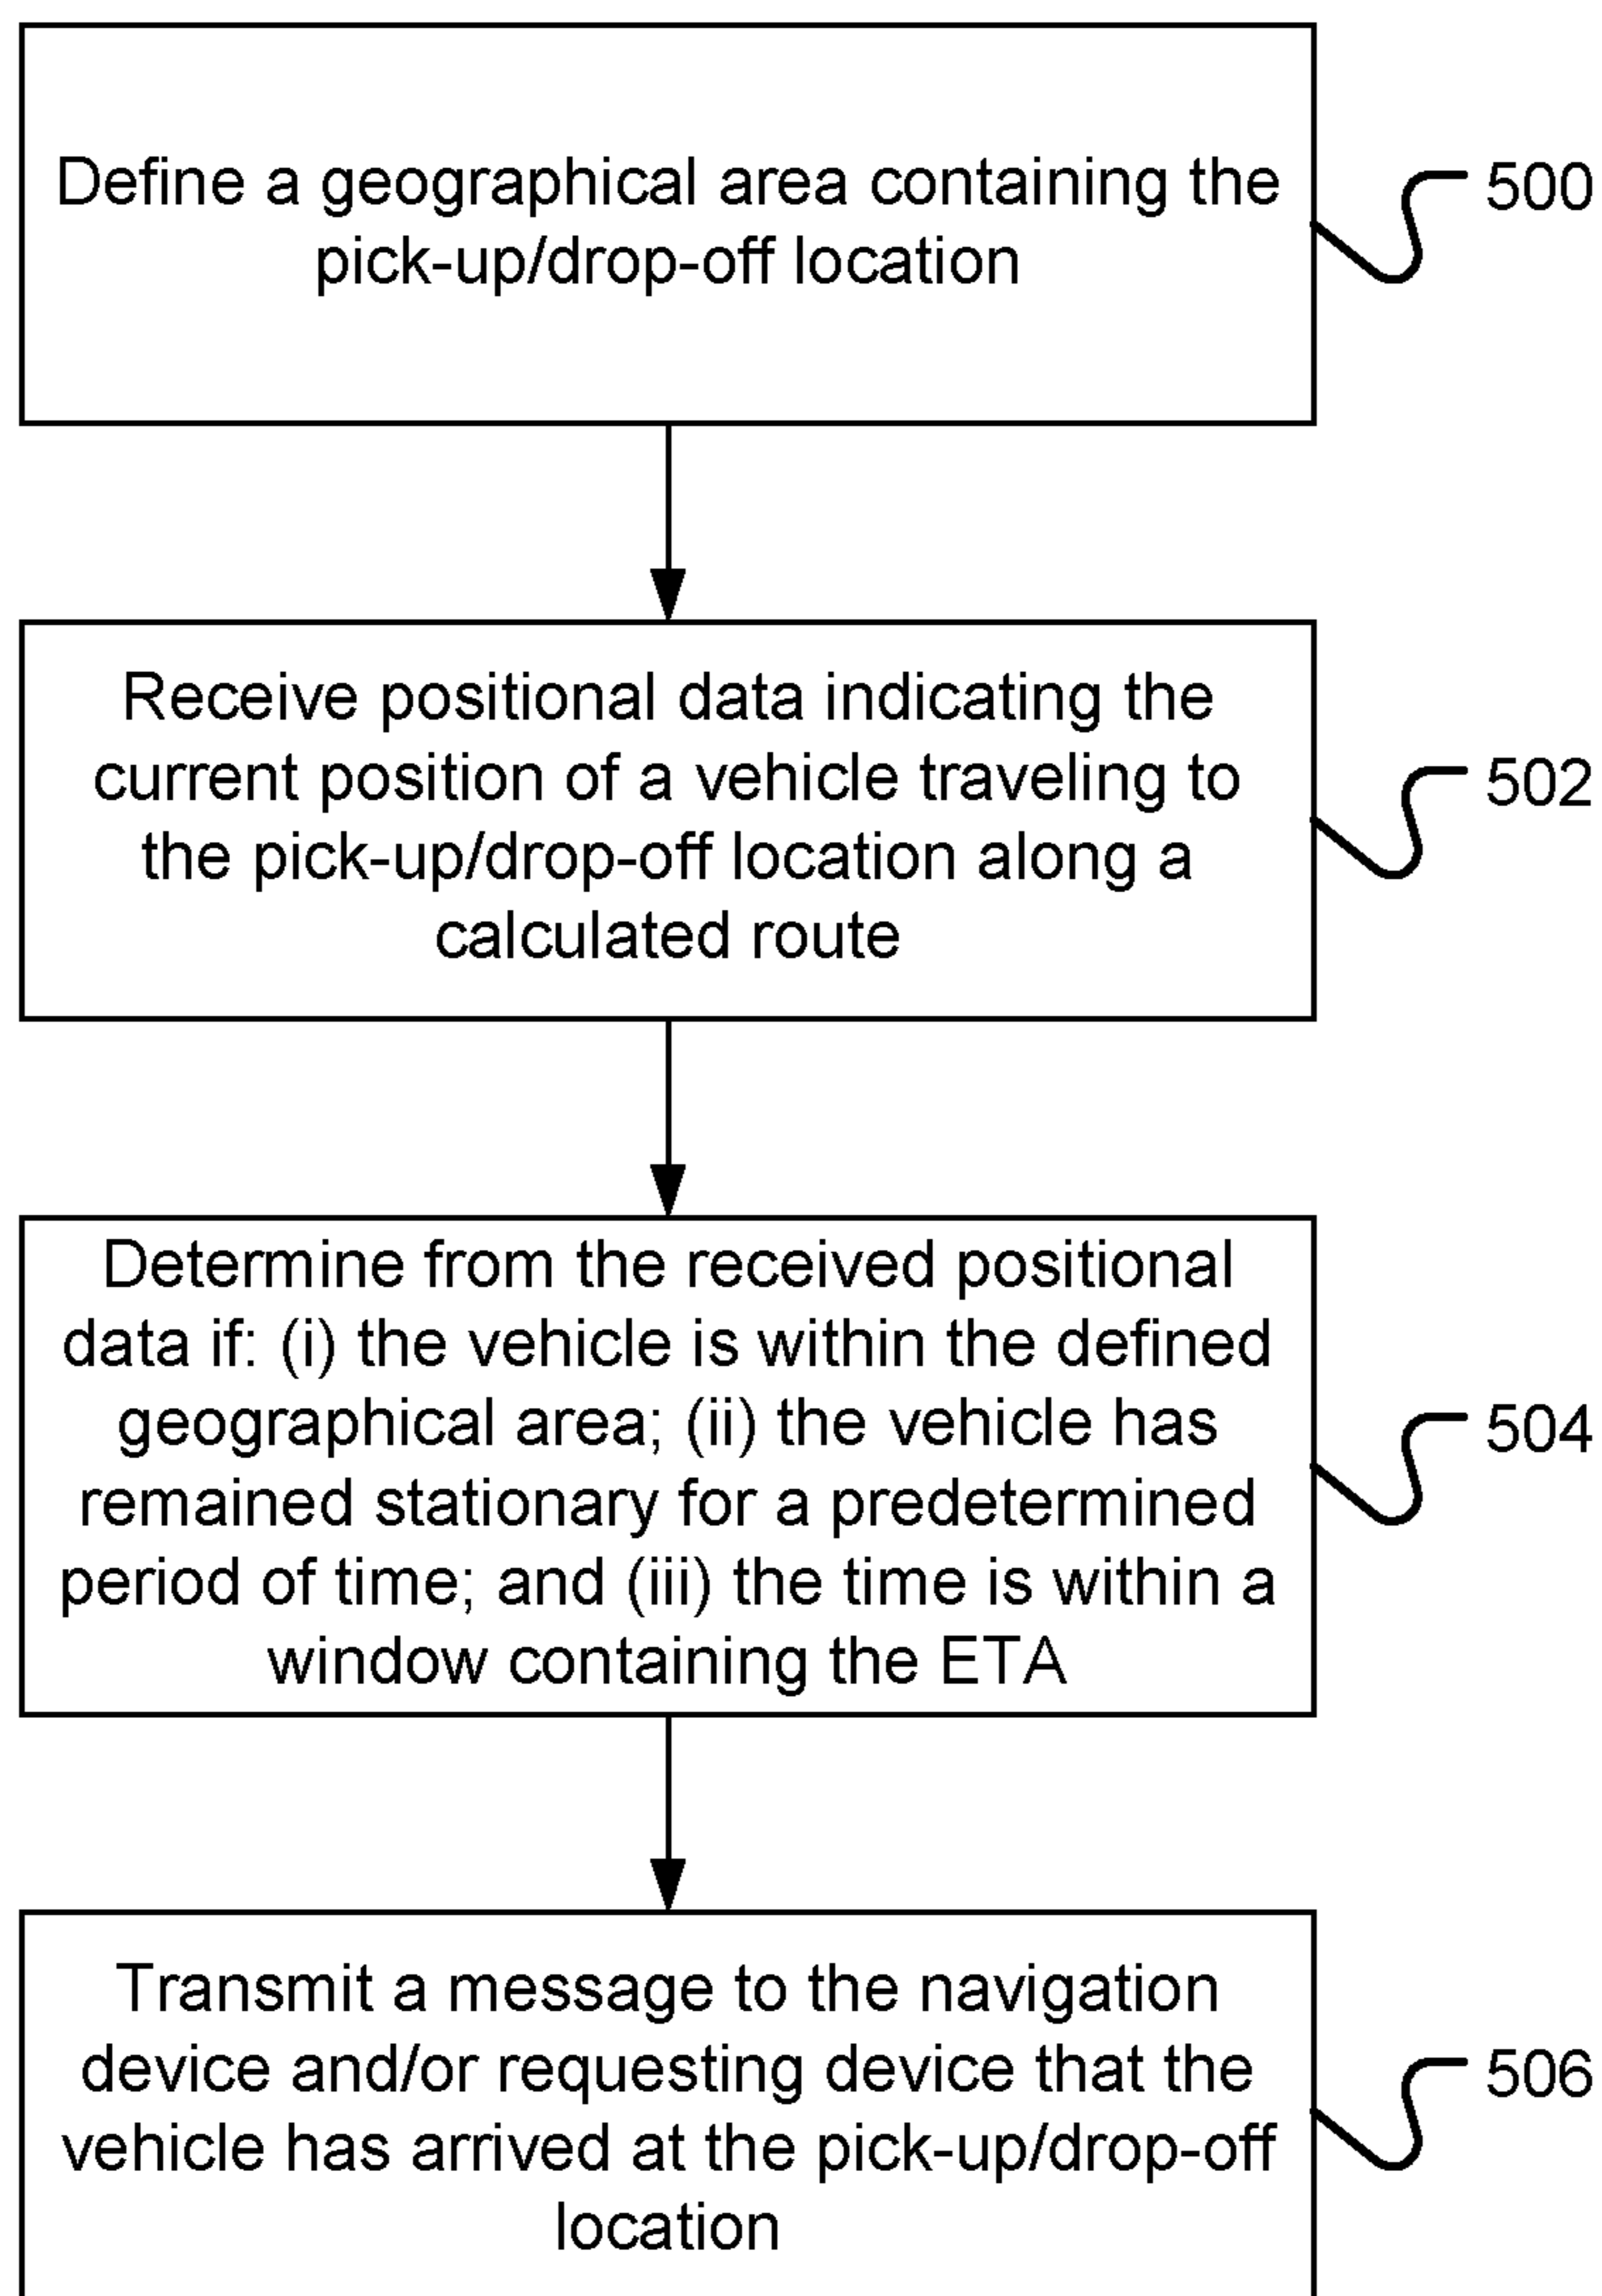 Define a geographical area containing the
pick-up/drop-off location
500
Receive positional data indicating the
current position of a vehicle traveling to
the pick-up/drop-off location along a
calculated route
502
Determine from the received positional
data if: (i) the vehicle is within the defined
geographical area; (ii) the vehicle has
remained stationary for a predetermined
period of time; and (iii) the time is within a
window containing the ETA
504
Transmit a message to the navigation
device and/or requesting device that the
vehicle has arrived at the pick-up/drop-off
location
506